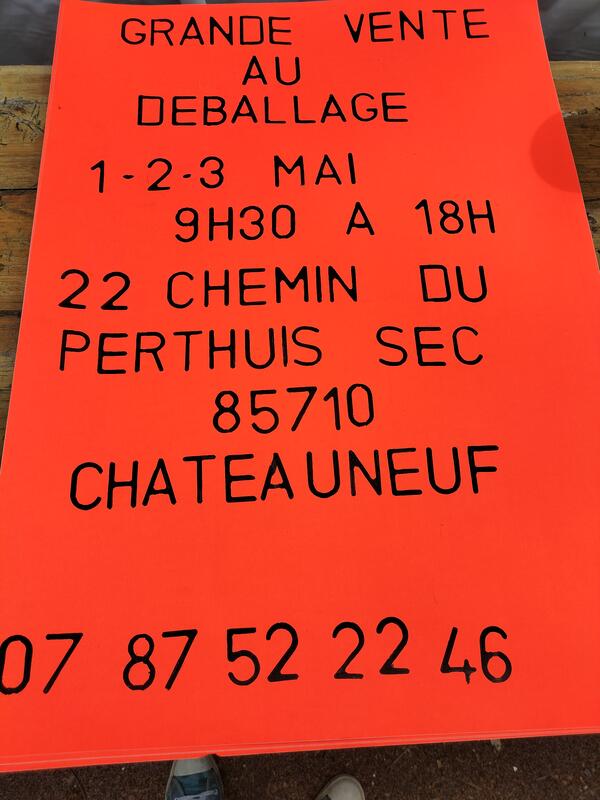 GRANDE VENTE
AU
DEBALLAGE
1-2-3 MAI
9H30 A 18H
22 CHEMIN DU
PERTHUIS SEC
85710
CHATEAUNEUF
07 87 52 22 46